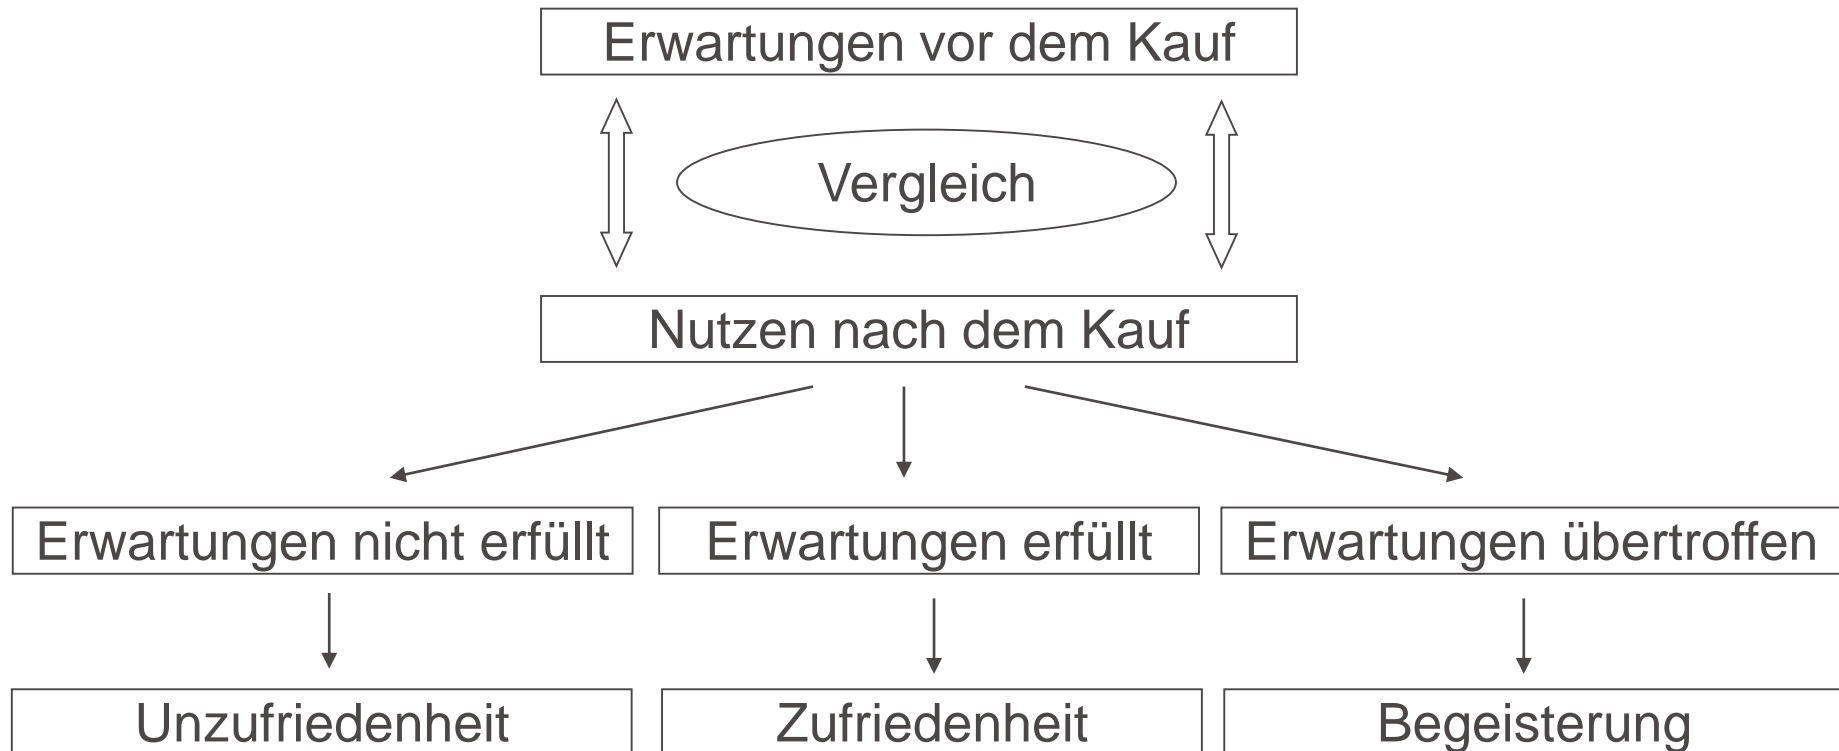 Erwartungen vor dem Kauf
Vergleich
Nutzen nach dem Kauf
Erwartungen nicht erfüllt
Erwartungen erfüllt
Erwartungen übertroffen
Unzufriedenheit
Zufriedenheit
Begeisterung